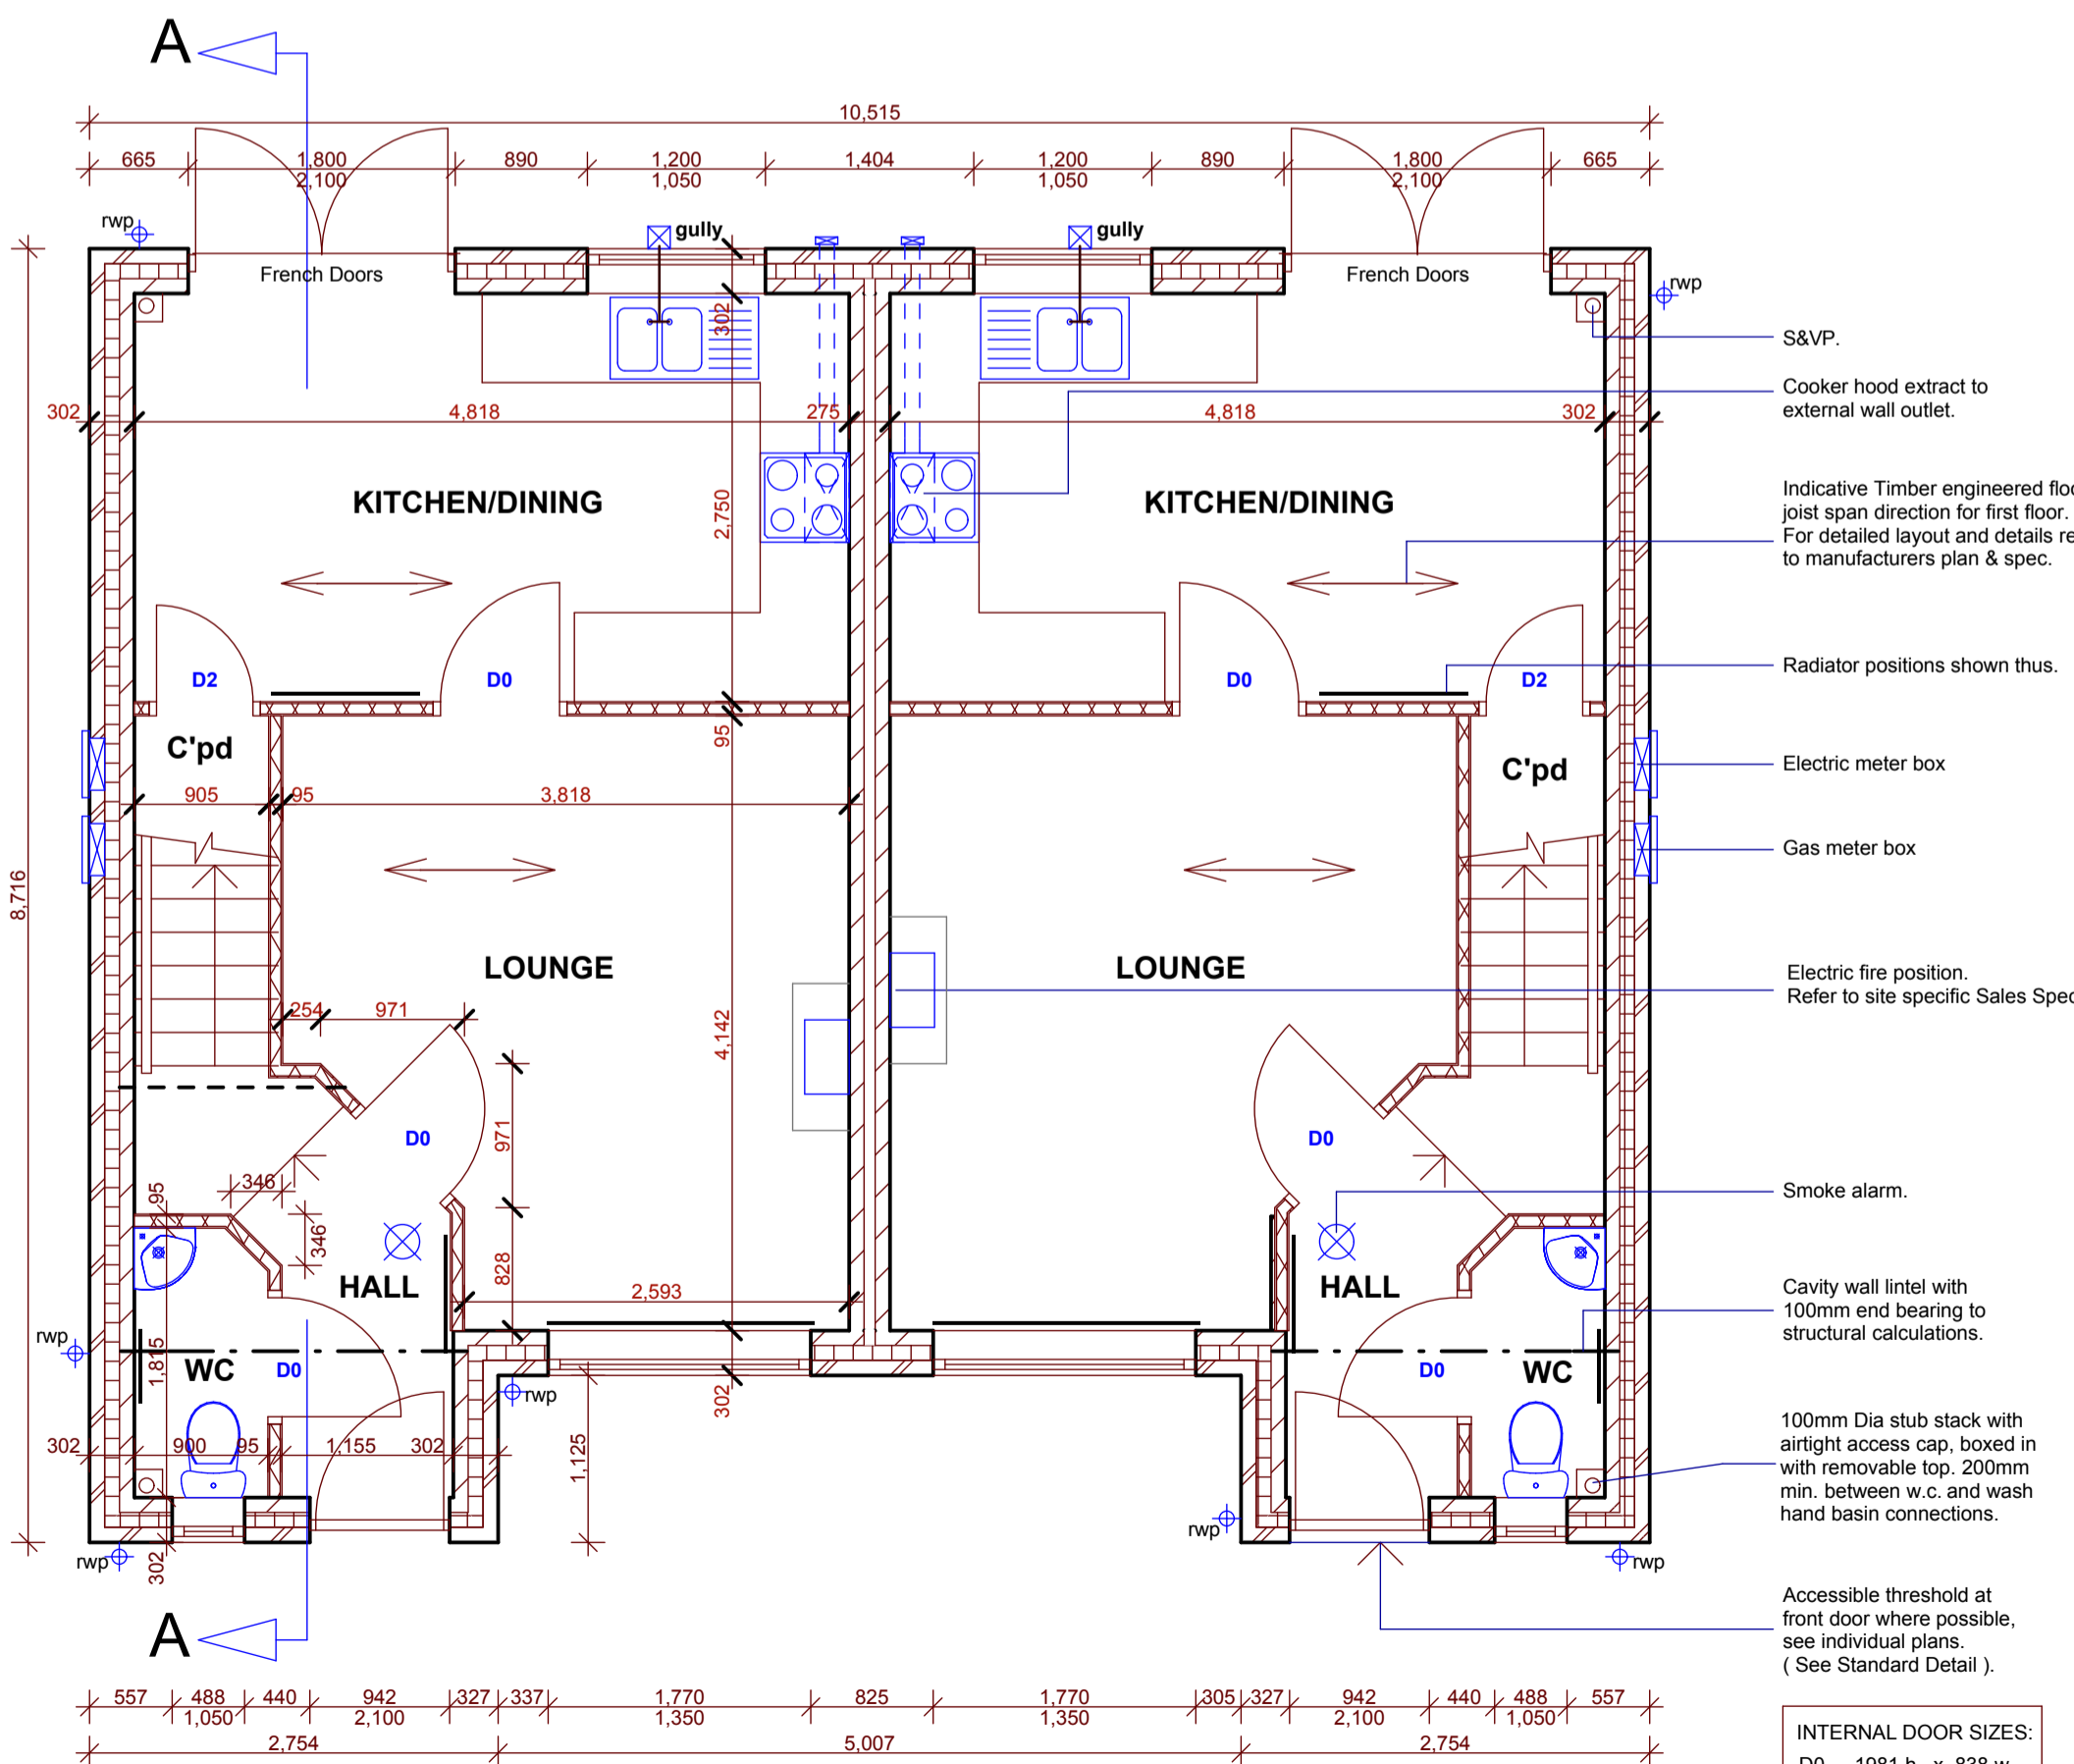 A
10,515
665
1,800
890
1,200
1,404
1,200
890
1,800
665
2,100
1,050
1,050
2,100
rwp
gully
gully
French Doors
French Doors
rwp
302
S&VP.
Cooker hood extract to
external wall outlet.
302
4,818
275
4,818
302
KITCHEN/DINING
KITCHEN/DINING
2,750
Indicative Timber engineered
joist span direction for first floor.
For detailed layout and details
to manufacturers plan & spec.
D2
D0
D0
D2
Radiator positions shown thus.
95
C'pd
C'pd
Electric meter box
905
95
3,818
Gas meter box
8,716
LOUNGE
LOUNGE
Electric fire position.
Refer to site specific Sales
254
971
4,142
971
D0
D0
346
95
346
Smoke alarm.
828
HALL
HALL
2,593
Cavity wall lintel with
100mm end bearing to
structural calculations.
rwp
1,815
WC
D0
D0
WC
302
rwp
100mm Dia stub stack with
airtight access cap, boxed in
with removable top. 200mm
min. between w.c. and wash
hand basin connections.
302
900
95
1,155
302
1,125
rwp
rwp
302
rwp
Accessible threshold at
front door where possible,
see individual plans.
( See Standard Detail ).
A
557
488
440
942
327
337
1,770
825
1,770
305
327
942
440
488
557
1,050
2,100
1,350
1,350
2,100
1,050
2,754
5,007
2,754
INTERNAL DOOR SIZES:
D0 1981 h. x 838 w.